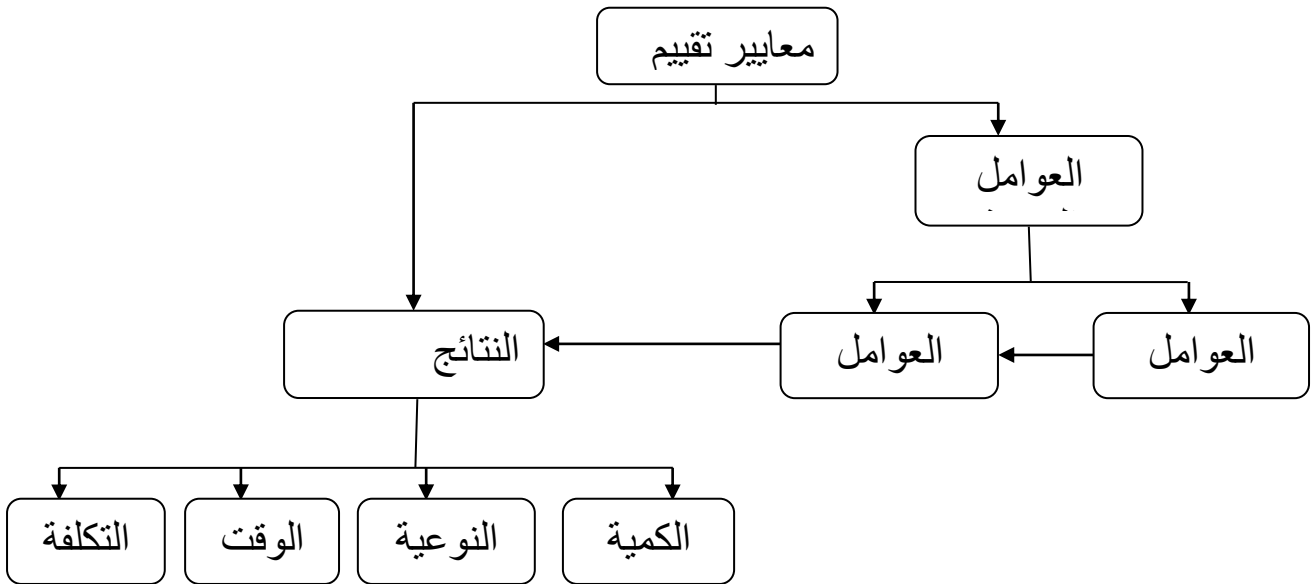 معايير تقييم
العوامل
العوامل
العوامل
النتائج
الكمية
النوعية
الوقت
التكلفة